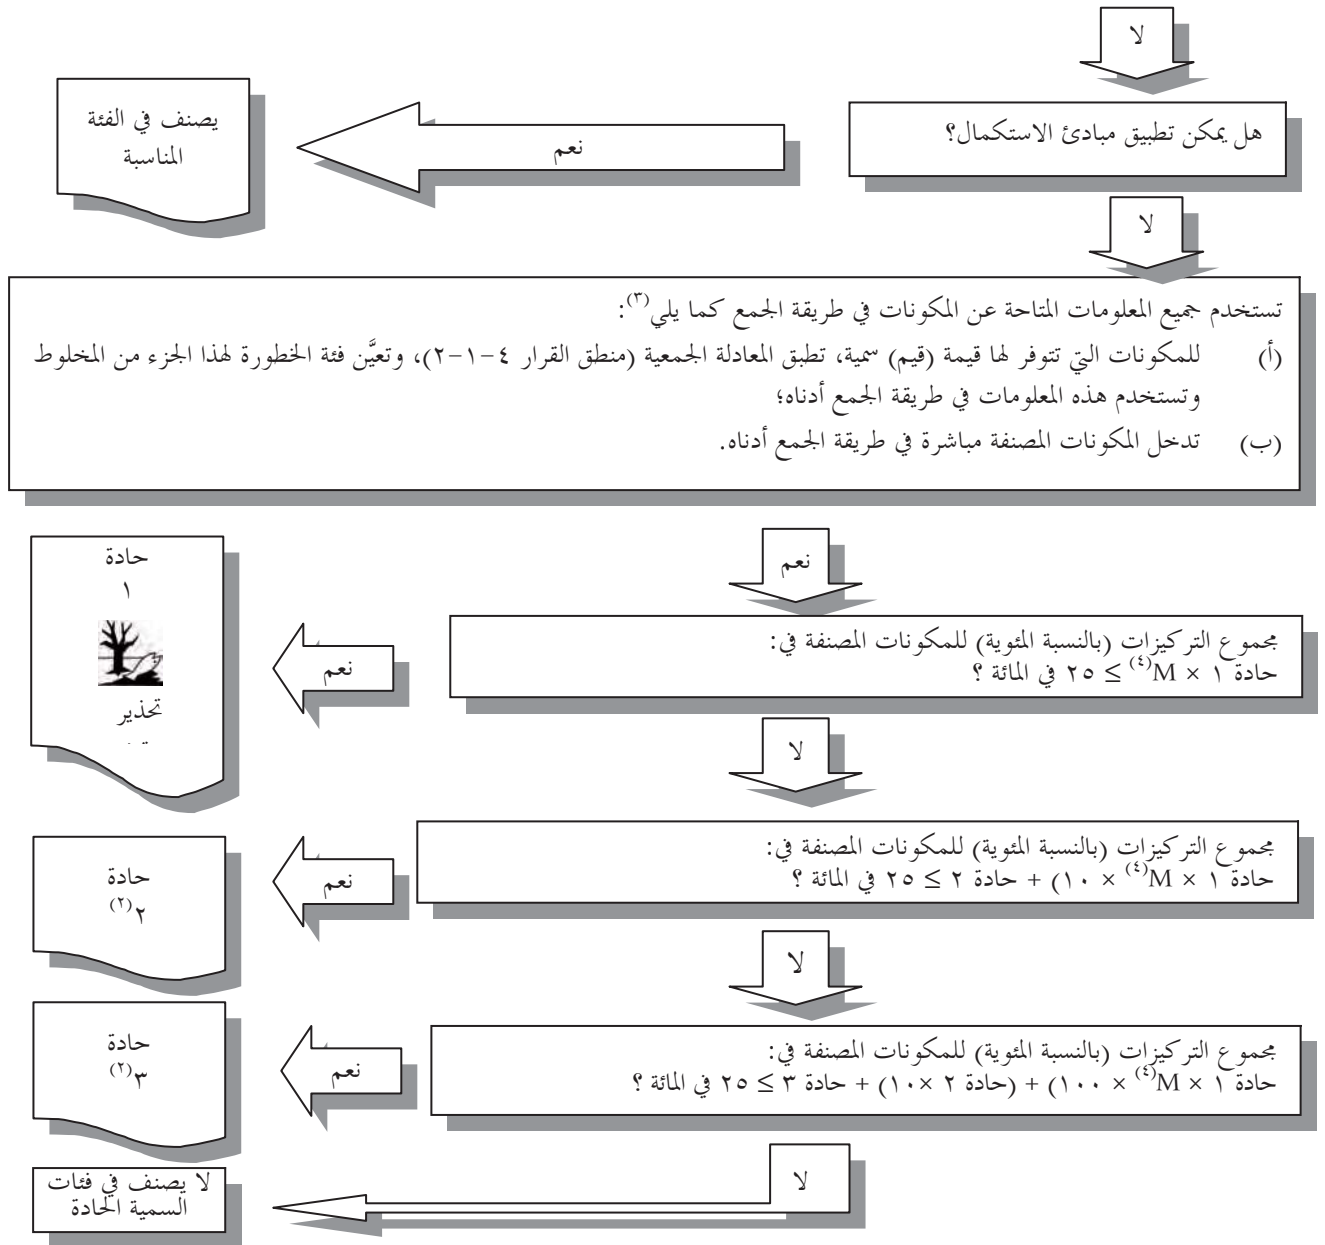 لا
هل يمكن تطبيق مبادئ الاستكمال؟
نعم
يصنف في الفئة
المناسبة
لا
تستخدم جميع المعلومات المتاحة عن المكونات في طريقة الجمع كما يلي(٣):
(أ) للمكونات التي تتوفر لها قيمة (قيم) سمية، تطبق المعادلة الجمعية (منطق القرار ٤-١-٢)، وتعيَّن فئة الخطورة لهذا الجزء من المخلوط
وتستخدم هذه المعلومات في طريقة الجمع أدناه؛
(ب) تدخل المكونات المصنفة مباشرة في طريقة الجمع أدناه.
نعم
مجموع التركيزات (بالنسبة المئوية) للمكونات المصنفة في:
حادة ١ × M(٤) ≥ ٢٥ في المائة ؟
نعم
حادة
١
تحذير
لا
مجموع التركيزات (بالنسبة المئوية) للمكونات المصنفة في:
حادة ١ × M(٤) × ١٠) + حادة ٢ ≥ ٢٥ في المائة ؟
نعم
حادة
٢(٢)
لا
مجموع التركيزات (بالنسبة المئوية) للمكونات المصنفة في:
حادة ١ × M(٤) × ١٠٠) + (حادة ٢ ×١٠) + حادة ٣ ≥ ٢٥ في المائة ؟
نعم
حادة
٣(٢)
لا
لا يصنف في فئات
السمية الحادة